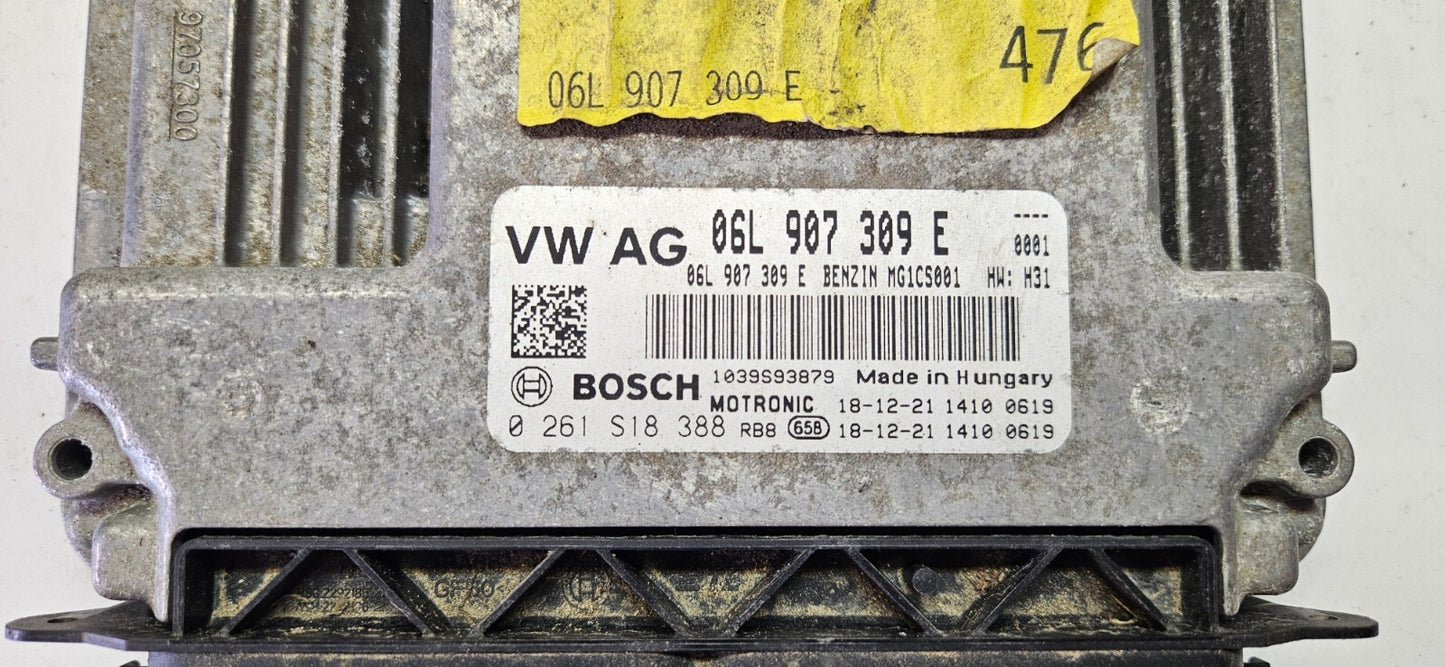 9705 7300
476
06L 907 309 E
VW AG 06L 907 309 E ----
0001
06L 907 309 E BENZIN MG1CS001 HW: H31
BOSCH 1039S93879 Made in Hungary
MOTRONIC 18-12-21 1410 0619
0 261 S18 388 RB8 65B 18-12-21 1410 0619